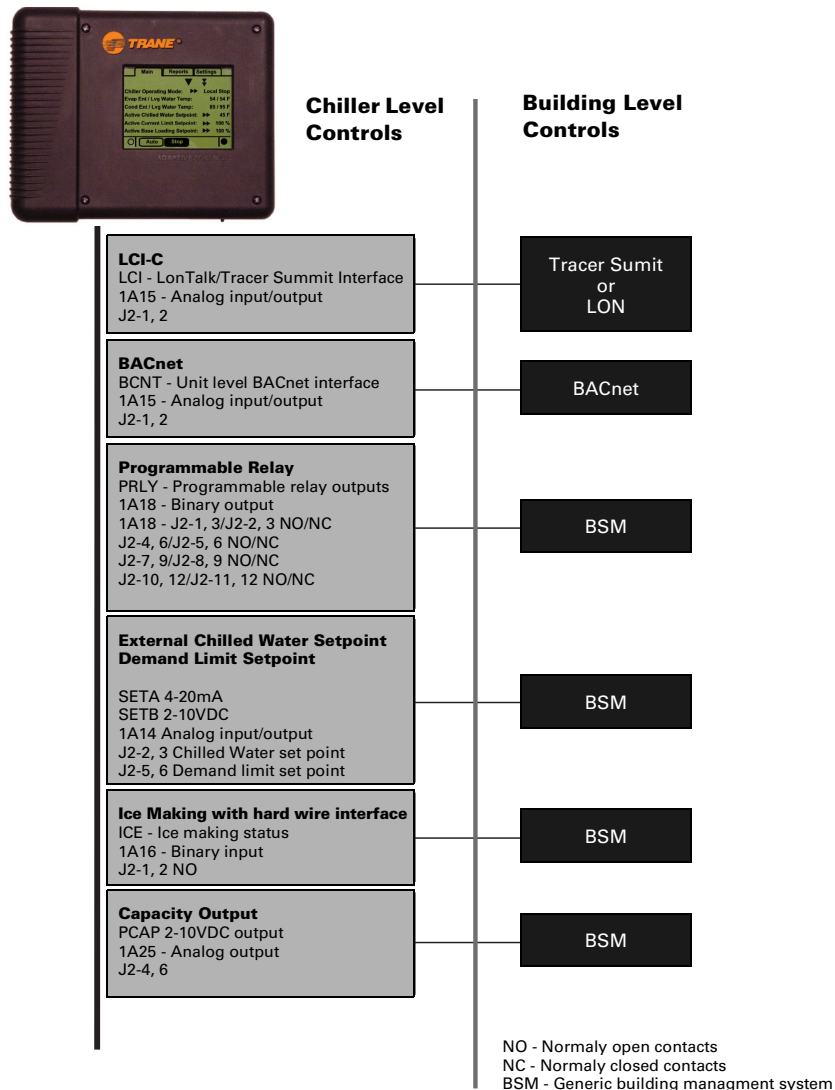 TRANE
Main Reports Settings
Chiller Operating Mode: Local Stop
Evap Ent / Lvg Water Temp: 54 / 54 F
Cond Ent / Lvg Water Temp: 85 / 95 F
Active Chilled Water Setpoint: 45 F
Active Current Limit Setpoint: 100 %
Active Base Loading Setpoint: 100 %
Auto Stop
Chiller Level
Controls
Building Level
Controls
LCI-C
LCI - LonTalk/Tracer Summit Interface
1A15 - Analog input/output
J2-1, 2
Tracer Sumit
or
LON
BACnet
BCNT - Unit level BACnet interface
1A15 - Analog input/output
J2-1, 2
BACnet
Programmable Relay
PRLY - Programmable relay outputs
1A18 - Binary output
1A18 - J2-1, 3/J2-2, 3 NO/NC
J2-4, 6/J2-5, 6 NO/NC
J2-7, 9/J2-8, 9 NO/NC
J2-10, 12/J2-11, 12 NO/NC
BSM
External Chilled Water Setpoint
Demand Limit Setpoint
SETA 4-20mA
SETB 2-10VDC
1A14 Analog input/output
J2-2, 3 Chilled Water set point
J2-5, 6 Demand limit set point
BSM
Ice Making with hard wire interface
ICE - Ice making status
1A16 - Binary input
J2-1, 2 NO
BSM
Capacity Output
PCAP 2-10VDC output
1A25 - Analog output
J2-4, 6
BSM
NO - Normaly open contacts
NC - Normaly closed contacts
BSM - Generic building managment system